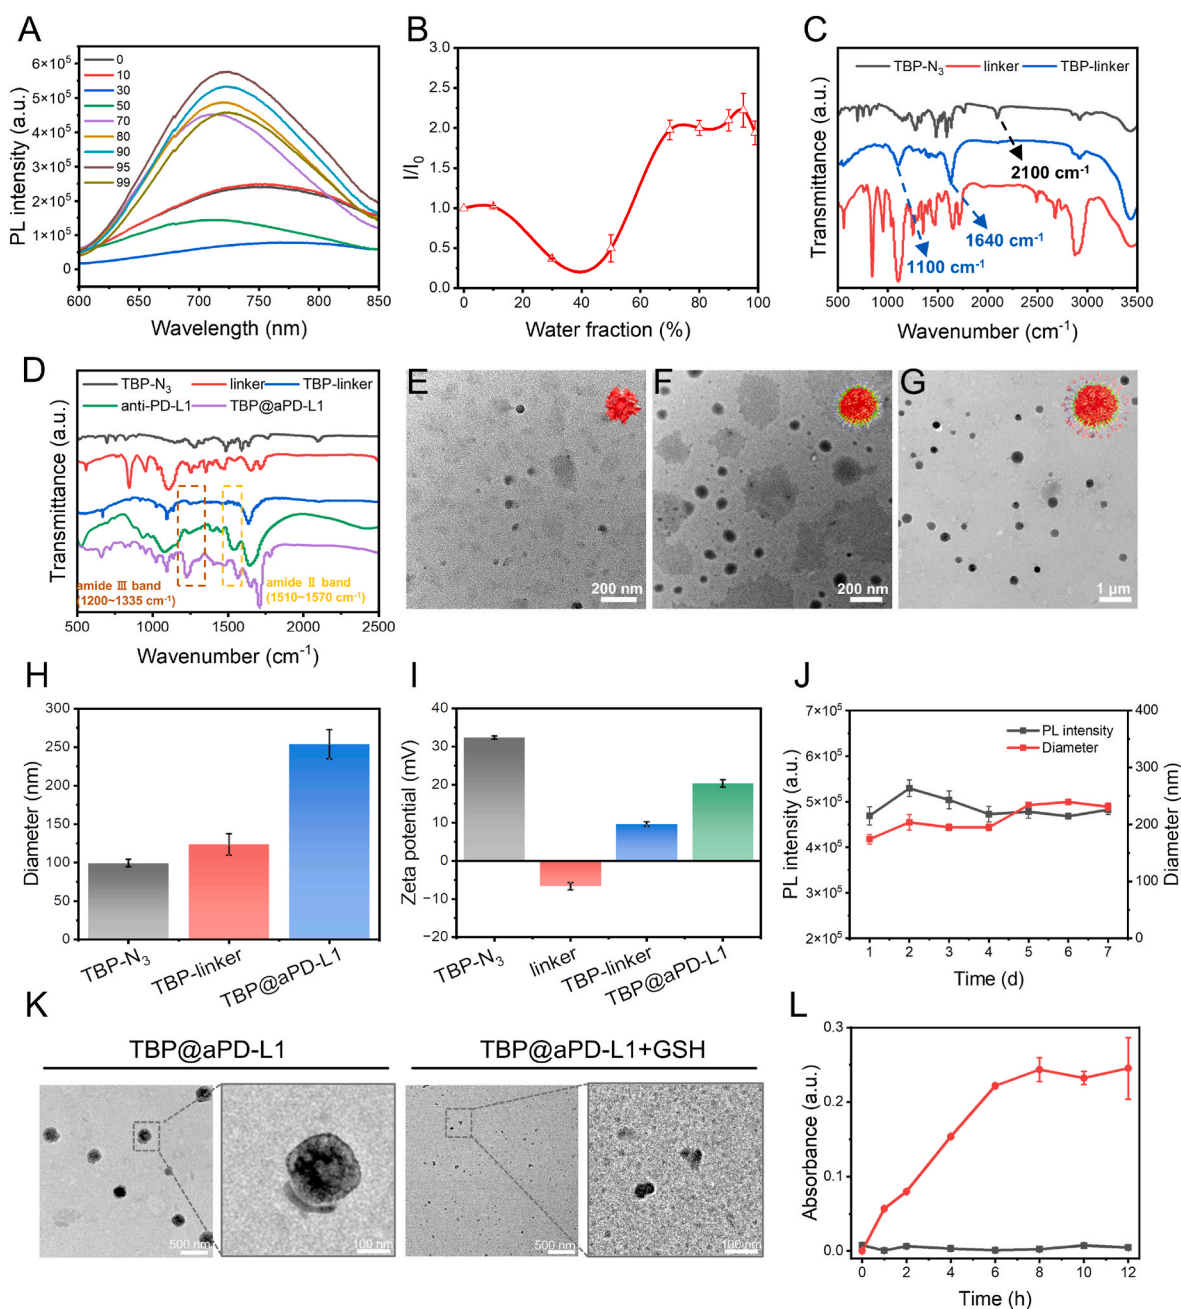 A
PL intensity (a.u.)
6×10⁵
5×10⁵
4×10⁵
3×10⁵
2×10⁵
1×10⁵
0
0
10
30
50
70
80
90
95
99
600 650 700 750 800 850
Wavelength (nm)
B
I/I₀
3.0
2.5
2.0
1.5
1.0
0.5
0.0
0 20 40 60 80 100
Water fraction (%)
C
TBP-N₃ linker TBP-linker
Transmittance (a.u.)
2100 cm⁻¹
1640 cm⁻¹
1100 cm⁻¹
500 1000 1500 2000 2500 3000 3500
Wavenumber (cm⁻¹)
D
TBP-N₃ linker TBP-linker
anti-PD-L1 TBP@aPD-L1
Transmittance (a.u.)
amide Ⅲ band
(1200~1335 cm⁻¹)
amide Ⅱ band
(1510~1570 cm⁻¹)
500 1000 1500 2000 2500
Wavenumber (cm⁻¹)
E
200 nm
F
200 nm
G
1 μm
H
Diameter (nm)
300
250
200
150
100
50
0
TBP-N₃ TBP-linker TBP@aPD-L1
I
Zeta potential (mV)
40
30
20
10
0
−10
−20
TBP-N₃ linker TBP-linker TBP@aPD-L1
J
PL intensity (a.u.)
7×10⁵
6×10⁵
5×10⁵
4×10⁵
3×10⁵
2×10⁵
PL intensity
Diameter
400
300
200
100
0
Diameter (nm)
1 2 3 4 5 6 7
Time (d)
K
TBP@aPD-L1
TBP@aPD-L1+GSH
500 nm
100 nm
500 nm
100 nm
L
Absorbance (a.u.)
0.3
0.2
0.1
0.0
0 2 4 6 8 10 12
Time (h)